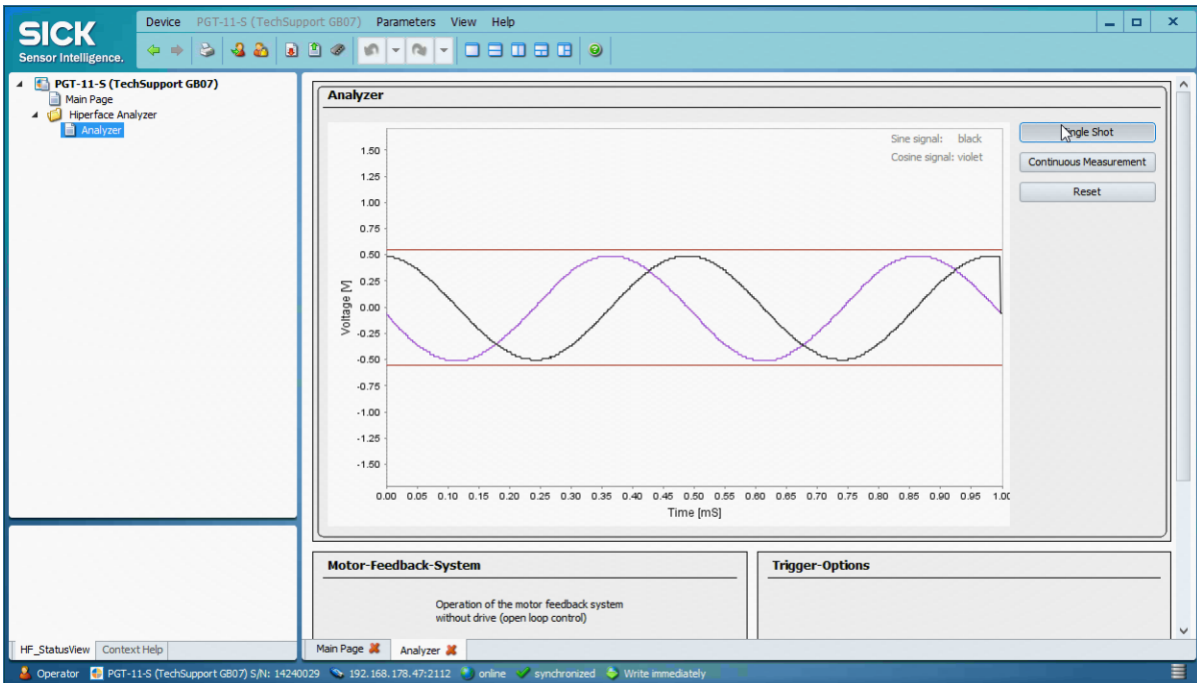 SICK
Sensor Intelligence.
Device PGT-11-S (TechSupport GB07) Parameters View Help
PGT-11-S (TechSupport GB07)
Main Page
Hiperface Analyzer
Analyzer
Analyzer
Sine signal: black
Cosine signal: violet
Single Shot
Continuous Measurement
Reset
1.50
1.25
1.00
0.75
0.50
0.25
0.00
-0.25
-0.50
-0.75
-1.00
-1.25
-1.50
Voltage [V]
0.00 0.05 0.10 0.15 0.20 0.25 0.30 0.35 0.40 0.45 0.50 0.55 0.60 0.65 0.70 0.75 0.80 0.85 0.90 0.95 1.00
Time [mS]
Motor-Feedback-System
Operation of the motor feedback system
without drive (open loop control)
Trigger-Options
HF_StatusView Context Help
Main Page Analyzer
Operator PGT-11-S (TechSupport GB07) S/N: 14240029 192.168.178.47:2112 online synchronized Write immediately